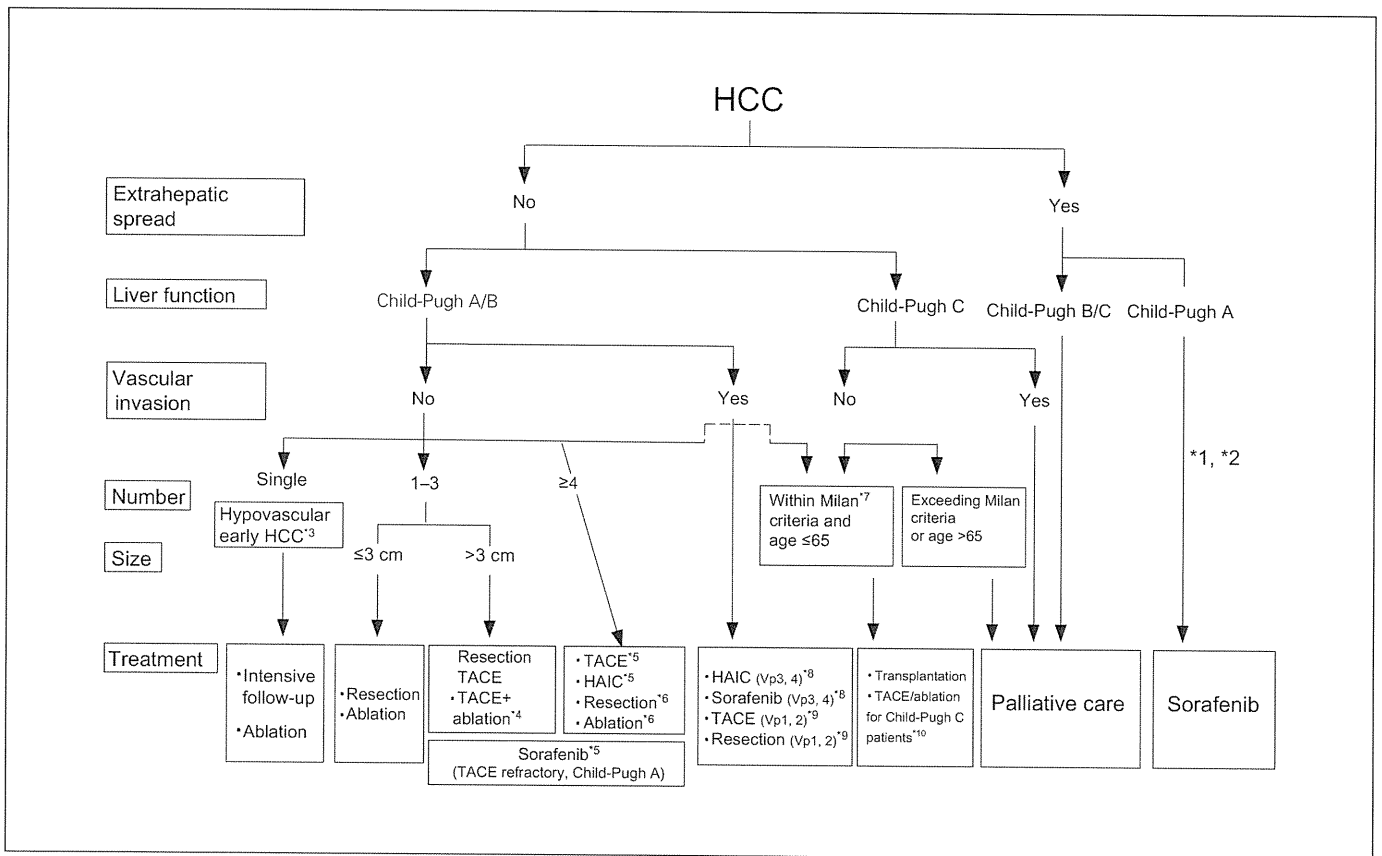 HCC
Extrahepatic
spread
No
Yes
Liver function
Child-Pugh A/B
Child-Pugh C
Child-Pugh B/C
Child-Pugh A
Vascular
invasion
No
Yes
No
Yes
*1, *2
Number
Single
1–3
≥4
Hypovascular
early HCC*3
Within Milan*7
criteria and
age ≤65
Exceeding Milan
criteria
or age >65
Size
≤3 cm
>3 cm
Treatment
・Intensive
follow-up
・Ablation
・Resection
・Ablation
Resection
TACE
・TACE+
ablation*4
・TACE*5
・HAIC*5
・Resection*6
・Ablation*6
Sorafenib*5
(TACE refractory, Child-Pugh A)
・HAIC (Vp3, 4)*8
・Sorafenib (Vp3, 4)*8
・TACE (Vp1, 2)*9
・Resection (Vp1, 2)*9
・Transplantation
・TACE/ablation
for Child-Pugh C
patients*10
Palliative care
Sorafenib